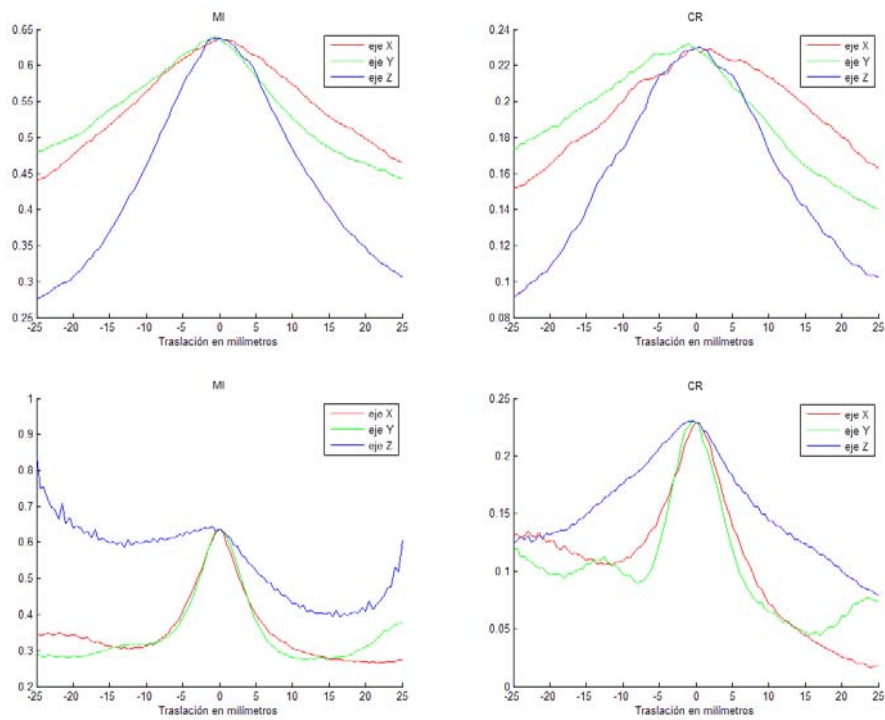 MI
0.65
0.6
0.55
0.5
0.45
0.4
0.35
0.3
0.25
-25 -20 -15 -10 -5 0 5 10 15 20 25
Traslación en milímetros
eje X
eje Y
eje Z
CR
0.24
0.22
0.2
0.18
0.16
0.14
0.12
0.1
0.08
-25 -20 -15 -10 -5 0 5 10 15 20 25
Traslación en milímetros
eje X
eje Y
eje Z
MI
1
0.9
0.8
0.7
0.6
0.5
0.4
0.3
0.2
-25 -20 -15 -10 -5 0 5 10 15 20 25
Traslación en milímetros
eje X
eje Y
eje Z
CR
0.25
0.2
0.15
0.1
0.05
0
-25 -20 -15 -10 -5 0 5 10 15 20 25
Traslación en milímetros
eje X
eje Y
eje Z